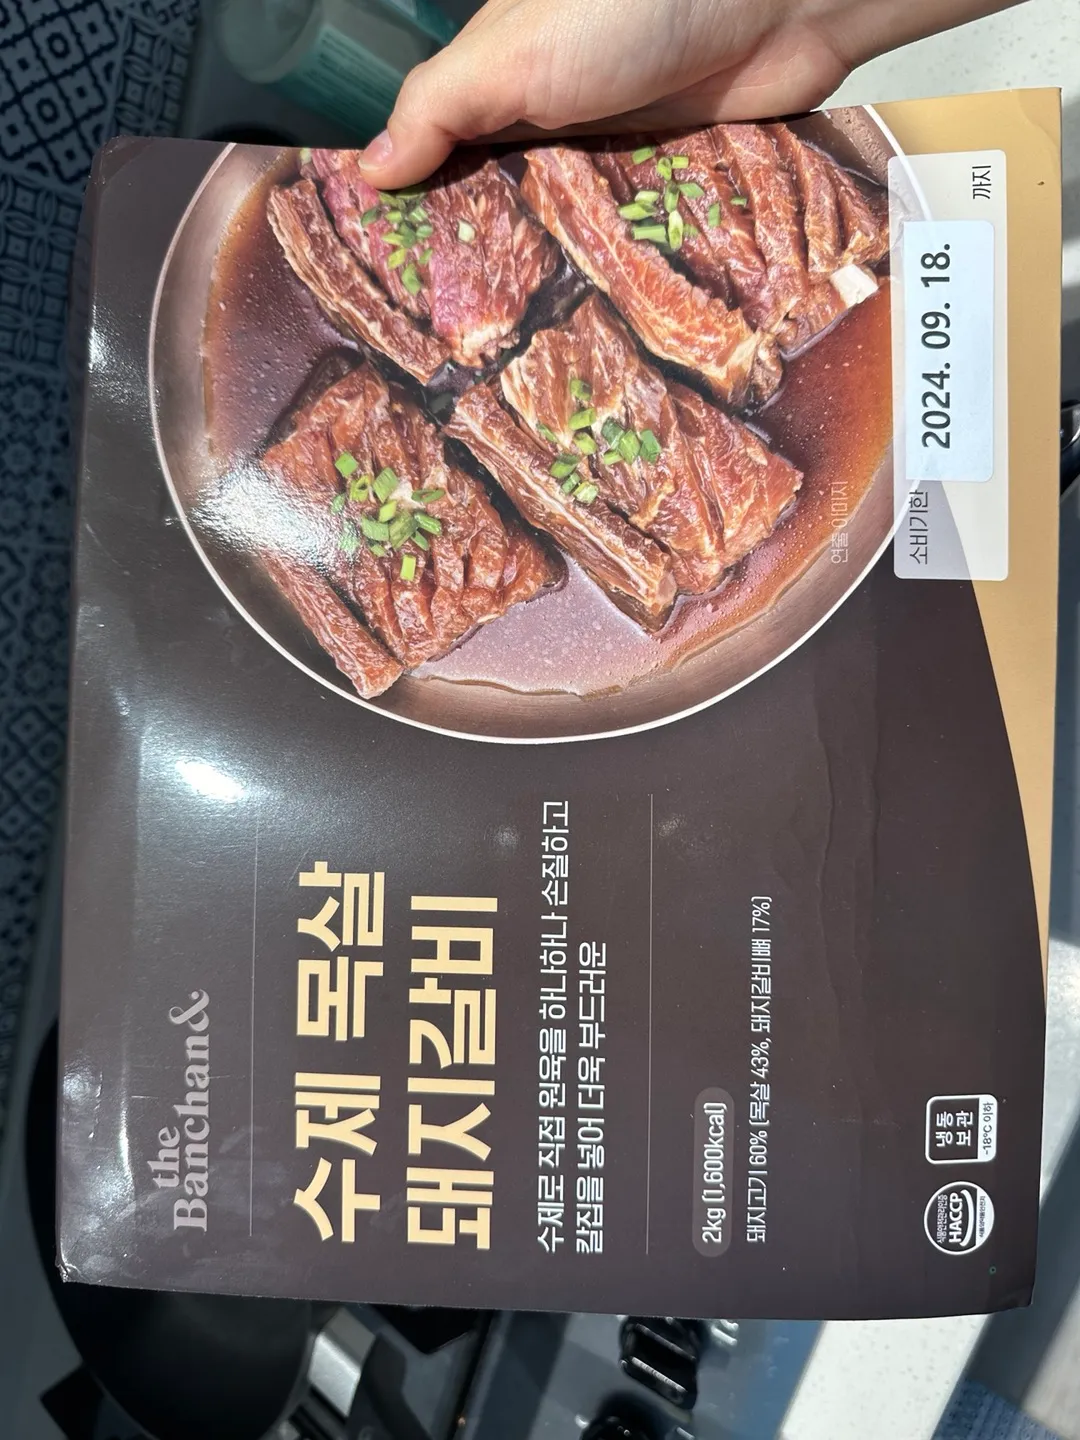 the
Banchan&
수제 목살
돼지갈비
수제로 직접 원육을 하나하나 손질하고
칼집을 넣어 더욱 부드러운
2kg (1,600kcal)
돼지고기 60% (목살 43%, 돼지갈비뼈 17%)
HACCP
냉동
보관
-18°C 이하
연출이미지
소비기한
2024. 09. 18.
까지